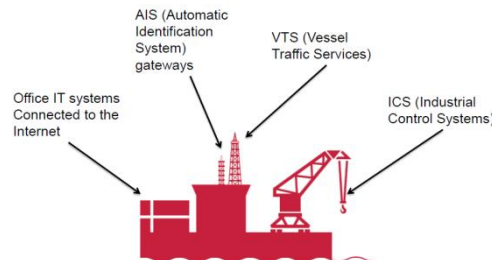 AIS (Automatic
Identification
System)
gateways
VTS (Vessel
Traffic Services)
Office IT systems
Connected to the
Internet
ICS (Industrial
Control Systems)